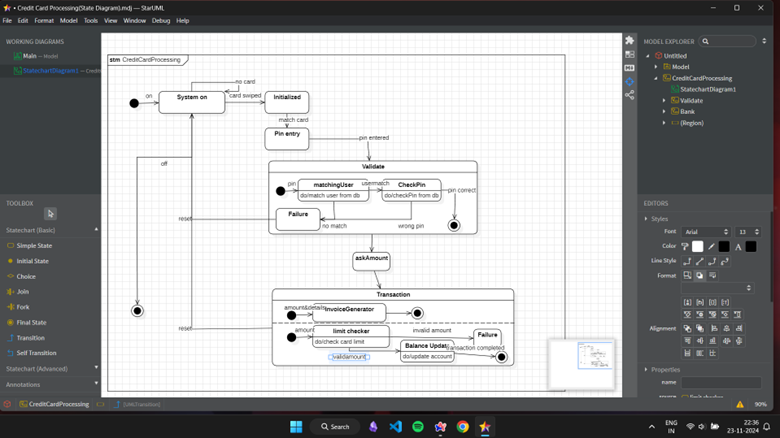 Credit Card Processing(State Diagram).mdj — StarUML
File Edit Format Model Tools View Window Debug Help
WORKING DIAGRAMS
Main — Model
StatechartDiagram1 — Credit
TOOLBOX
Statechart (Basic)
Simple State
Initial State
Choice
Join
Fork
Final State
Transition
Self Transition
Statechart (Advanced)
Annotations
stm CreditCardProcessing
no card
on
System on
card swiped
Initialized
match card
Pin entry
pin entered
off
Validate
pin
matchingUser
do/match user from db
usermatch
CheckPin
do/checkPin from db
pin correct
Failure
no match
wrong pin
reset
askAmount
Transaction
amount&details
InvoiceGenerator
reset
amount
limit checker
do/check card limit
invalid amount
Failure
Balance Updat
do/update account
Transaction completed
validamount
MODEL EXPLORER
Search
Untitled
Model
CreditCardProcessing
StatechartDiagram1
Validate
Bank
(Region)
EDITORS
Styles
Font
Arial
13
Color
A
Line Style
Format
Alignment
Properties
name
CreditCardProcessing
(UMLTransition)
90%
Search
ENG
IN
22:36
23-11-2024